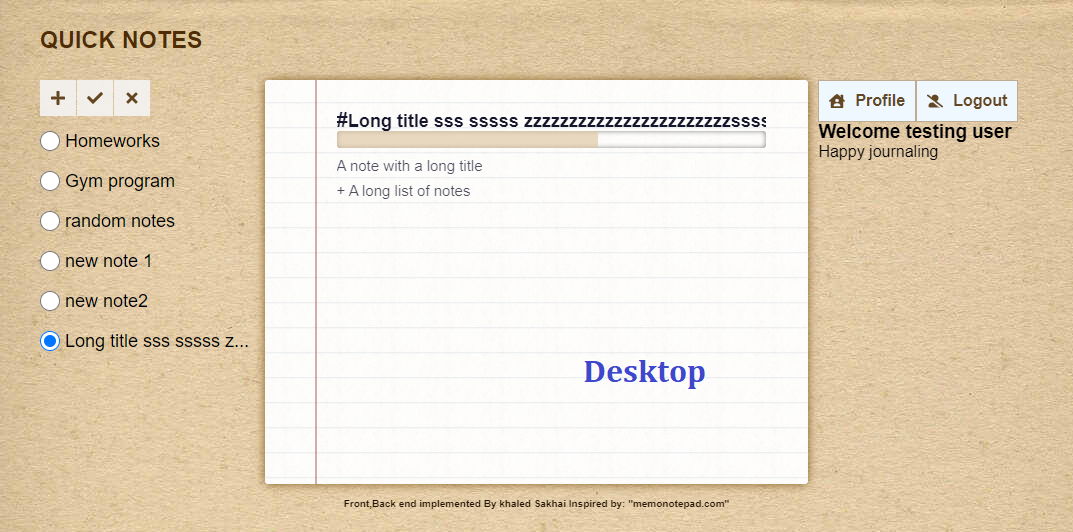 QUICK NOTES
Homeworks
Gym program
random notes
new note 1
new note2
Long title sss sssss z...
#Long title sss sssss zzzzzzzzzzzzzzzzzzzzzzzzssss
A note with a long title
+ A long list of notes
Desktop
Profile
Logout
Welcome testing user
Happy journaling
Front,Back end implemented By khaled Sakhai Inspired by: "memonotepad.com"